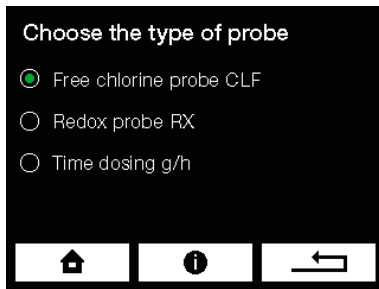 Choose the type of probe
Free chlorine probe CLF
Redox probe RX
Time dosing g/h